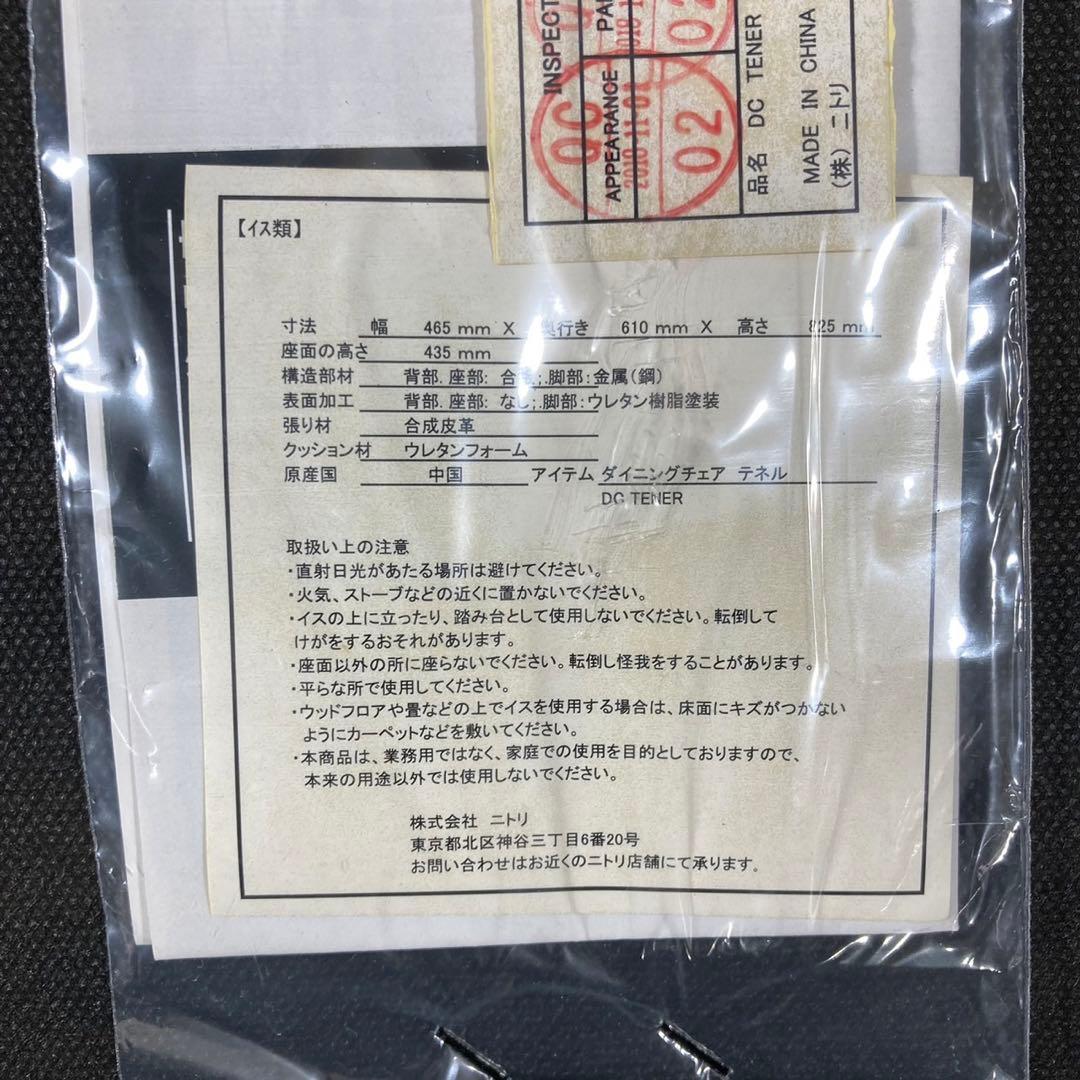 INSPECT
PA
APPEARANCE
QC
2010.11.01
02
02
品名 DC TENER
MADE IN CHINA
(株)ニトリ
【イス類】
寸法 幅 465 mm X 奥行き 610 mm X 高さ 825 mm
座面の高さ 435 mm
構造部材 背部.座部: 合板;.脚部:金属(鋼)
表面加工 背部.座部: なし;.脚部:ウレタン樹脂塗装
張り材 合成皮革
クッション材 ウレタンフォーム
原産国 中国 アイテム ダイニングチェア テネル
DC TENER
取扱い上の注意
・直射日光があたる場所は避けてください。
・火気、ストーブなどの近くに置かないでください。
・イスの上に立ったり、踏み台として使用しないでください。転倒して
けがをするおそれがあります。
・座面以外の所に座らないでください。転倒し怪我をすることがあります。
・平らな所で使用してください。
・ウッドフロアや畳などの上でイスを使用する場合は、床面にキズがつかない
ようにカーペットなどを敷いてください。
・本商品は、業務用ではなく、家庭での使用を目的としておりますので、
本来の用途以外では使用しないでください。
株式会社 ニトリ
東京都北区神谷三丁目6番20号
お問い合わせはお近くのニトリ店舗にて承ります。